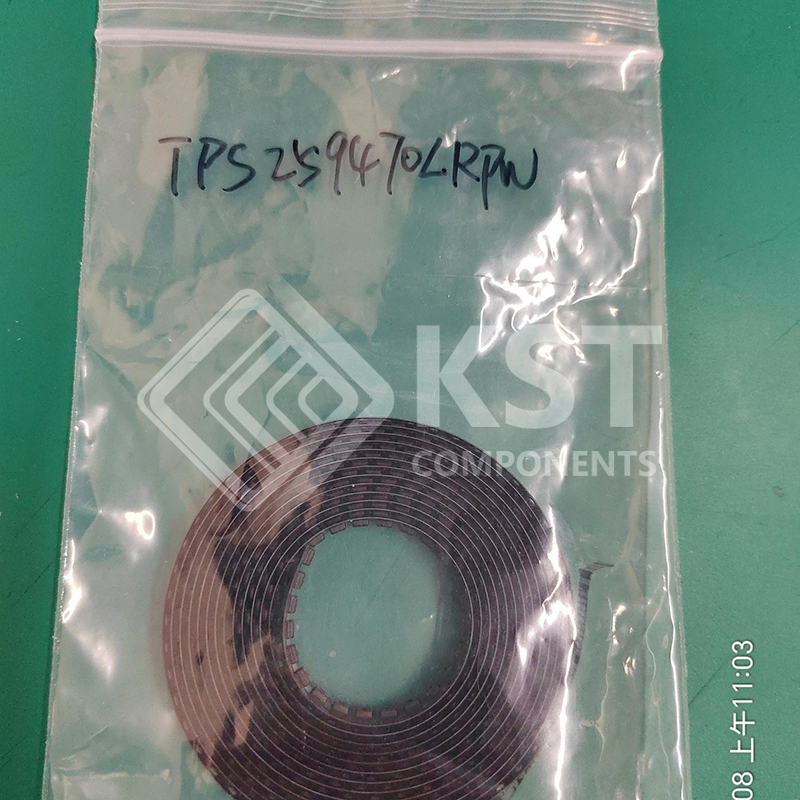 TPS259470LRPW
KST
COMPONENTS
08 上午11:03